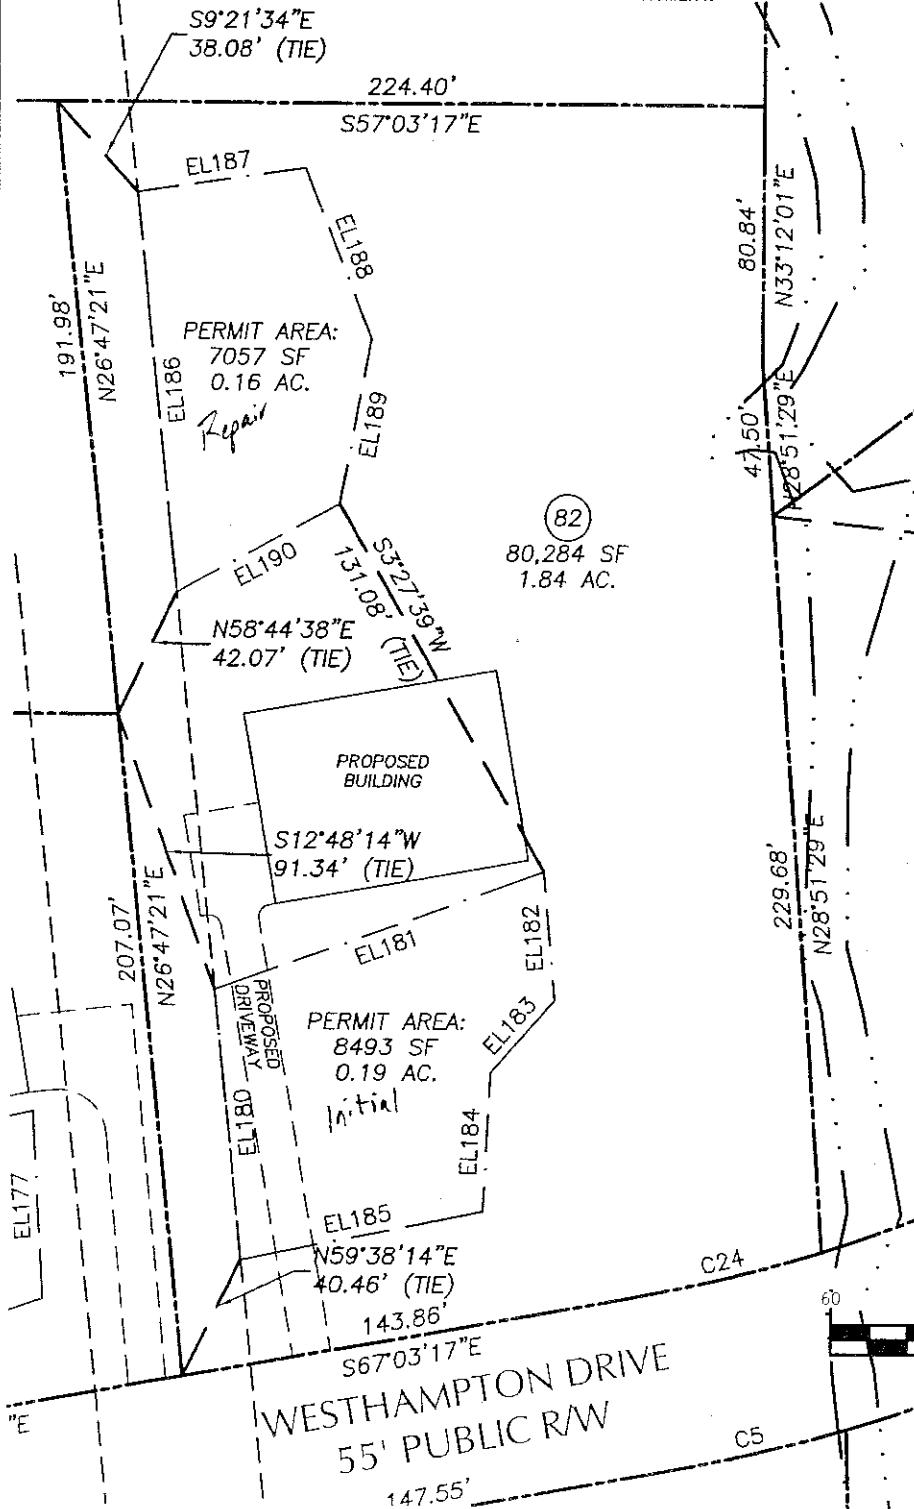 S9°21'34"E
38.08' (TIE)
224.40'
S57°03'17"E
EL187
EL188
80.84'
N33°12'01"E
191.98'
N26°47'21"E
EL186
PERMIT AREA:
7057 SF
0.16 AC.
Repair
EL189
47.50'
N28°51'29"E
82
80,284 SF
1.84 AC.
EL190
S3°27'39"W
131.08' (TIE)
N58°44'38"E
42.07' (TIE)
PROPOSED
BUILDING
S12°48'14"W
91.34' (TIE)
229.68'
N28°51'29"E
207.07'
N26°47'21"E
EL181
EL182
PROPOSED
DRIVEWAY
EL183
PERMIT AREA:
8493 SF
0.19 AC.
Initial
EL180
EL184
EL177
EL185
N59°38'14"E
40.46' (TIE)
C24
60
143.86'
S67°03'17"E
"E
WESTHAMPTON DRIVE
55' PUBLIC R/W
C5
147.55'